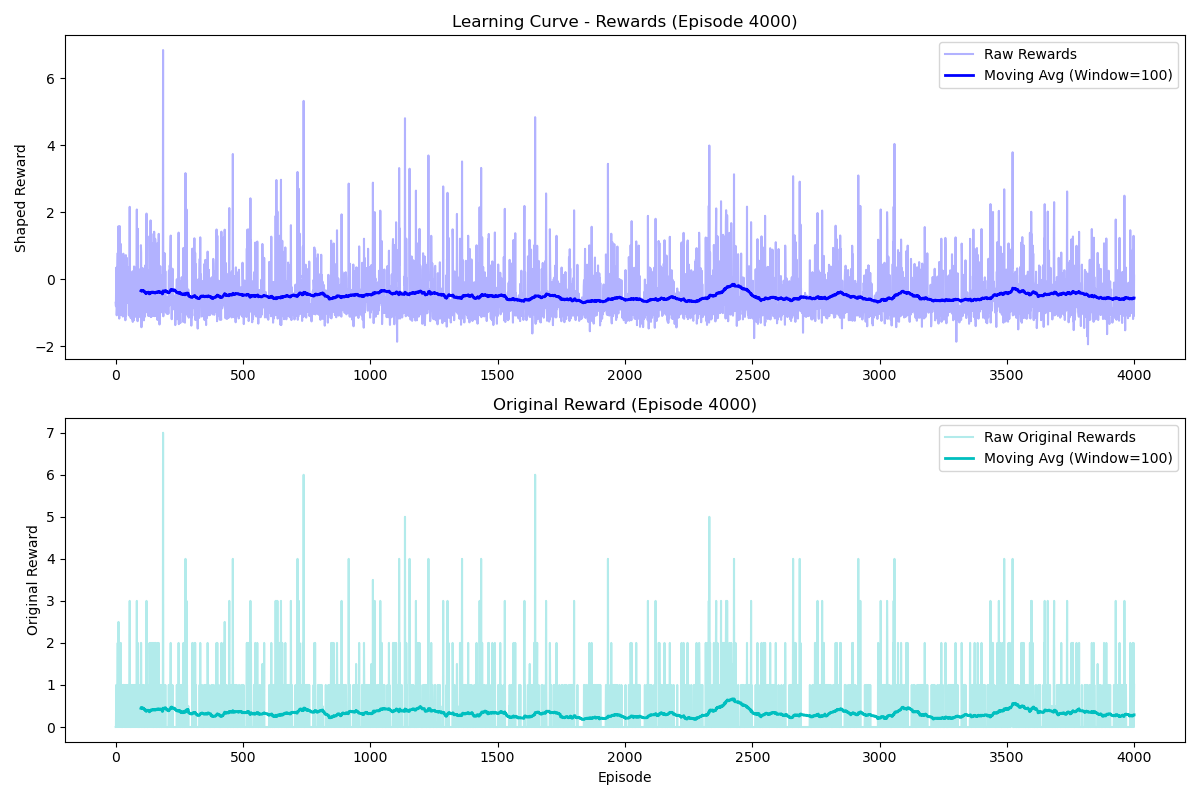 Learning Curve - Rewards (Episode 4000)
Raw Rewards
Moving Avg (Window=100)
Shaped Reward
6
4
2
0
−2
0 500 1000 1500 2000 2500 3000 3500 4000
Original Reward (Episode 4000)
Raw Original Rewards
Moving Avg (Window=100)
Original Reward
7
6
5
4
3
2
1
0
0 500 1000 1500 2000 2500 3000 3500 4000
Episode